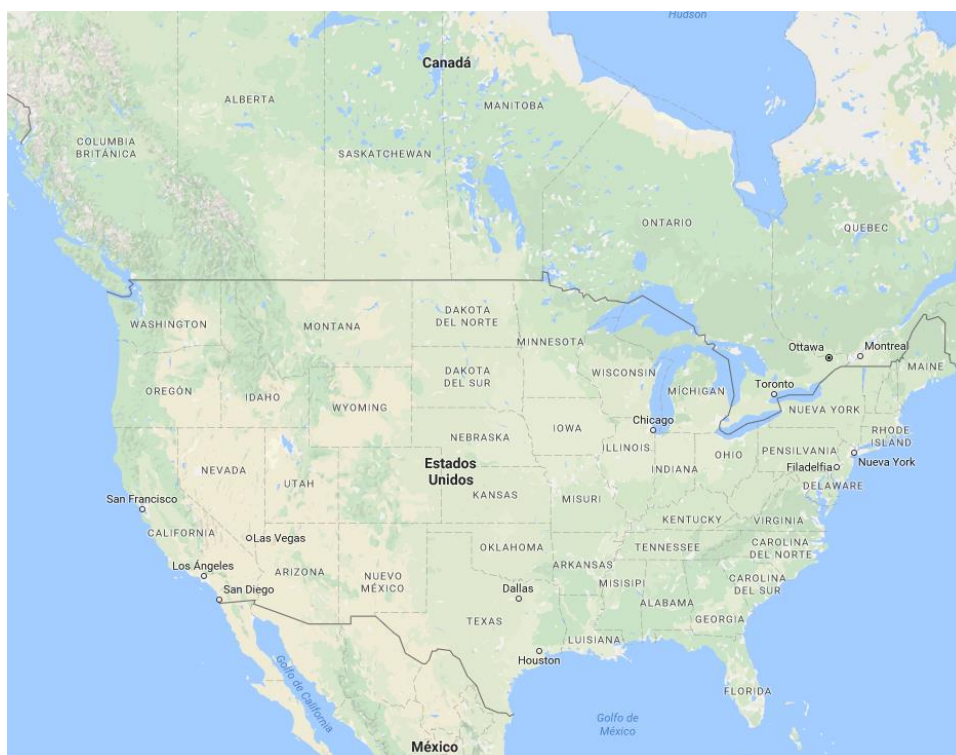 Hudson
Canadá
ALBERTA
MANITOBA
COLUMBIA
BRITÁNICA
SASKATCHEWAN
ONTARIO
QUEBEC
WASHINGTON
MONTANA
DAKOTA
DEL NORTE
MINNESOTA
Ottawa
Montreal
MAINE
OREGÓN
IDAHO
DAKOTA
DEL SUR
WISCONSIN
MÍCHIGAN
Toronto
WYOMING
NUEVA YORK
Chicago
NEBRASKA
IOWA
ILLINOIS
INDIANA
OHIO
PENSILVANIA
RHODE
ISLAND
Nueva York
Filadelfia
DELAWARE
NEVADA
UTAH
Estados
Unidos
KANSAS
MISURI
San Francisco
CALIFORNIA
Las Vegas
KENTUCKY
VIRGINIA
OKLAHOMA
TENNESSEE
CAROLINA
DEL NORTE
Los Ángeles
San Diego
ARIZONA
NUEVO
MÉXICO
ARKANSAS
MISISIPI
CAROLINA
DEL SUR
Dallas
ALABAMA
TEXAS
GEORGIA
LUISIANA
Houston
FLORIDA
Golfo de California
Golfo de
México
México